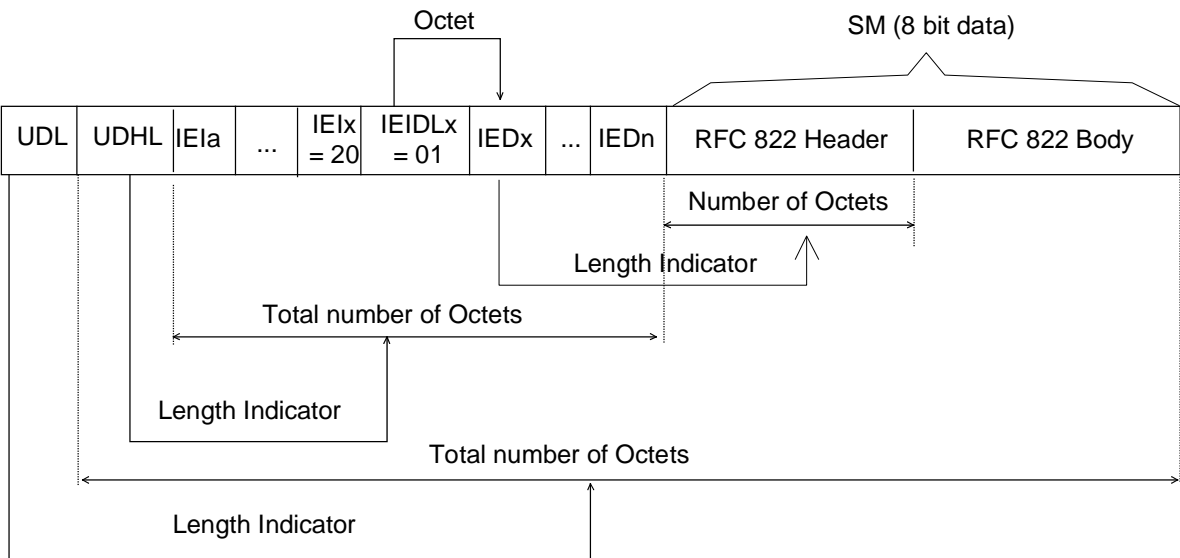 Octet
SM (8 bit data)
UDL UDHL IEIa ... IEIx = 20 IEIDLx = 01 IEDx ... IEDn RFC 822 Header RFC 822 Body
Number of Octets
Length Indicator
Total number of Octets
Length Indicator
Total number of Octets
Length Indicator